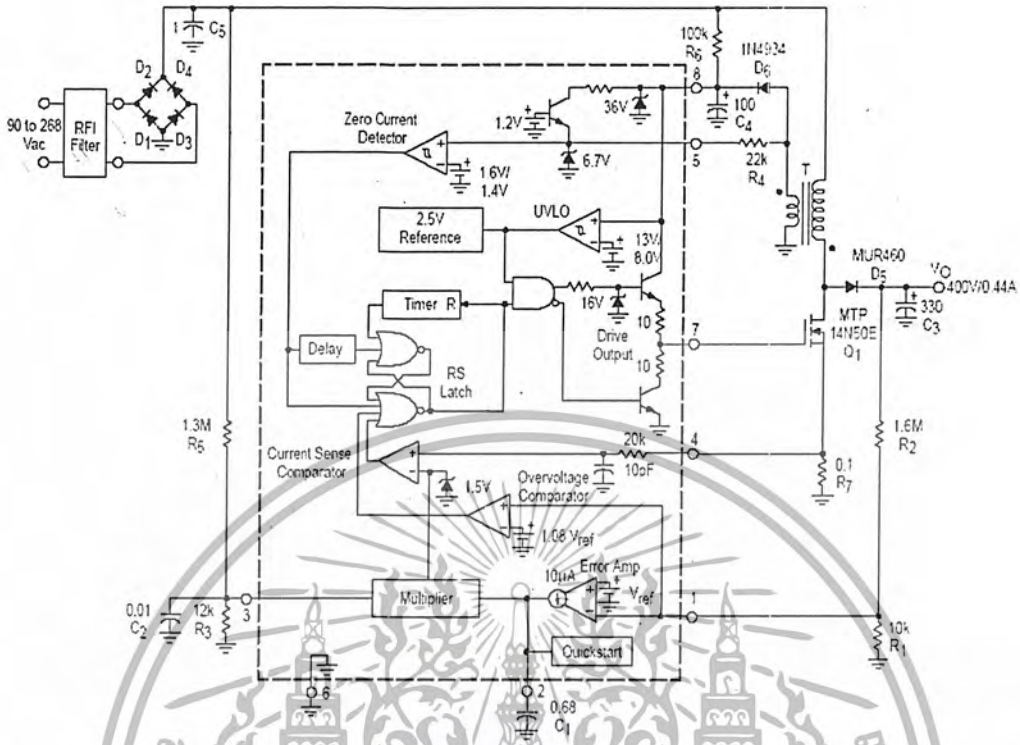 1
C5
D2
D4
D1
D3
90 to 268
Vac
RFI
Filter
100k
R6
1N4934
D6
8
36V
100
C4
1.2V
Zero Current
Detector
6.7V
5
22k
R4
T
1.6V/
1.4V
2.5V
Reference
UVLO
13V/
8.0V
MUR460
D5
VO
400V/0.44A
16V
10
Timer R
7
MTP
14N50E
Q1
330
C3
Drive
Output
Delay
10
RS
Latch
1.3M
R5
1.6M
R2
20k
4
Current Sense
Comparator
10pF
0.1
R7
Overvoltage
Comparator
1.5V
1.08 Vref
Error Amp
10µA
Vref
1
Multiplier
0.01
C2
12k
R3
3
10k
R1
Quickstart
6
2
0.68
C1